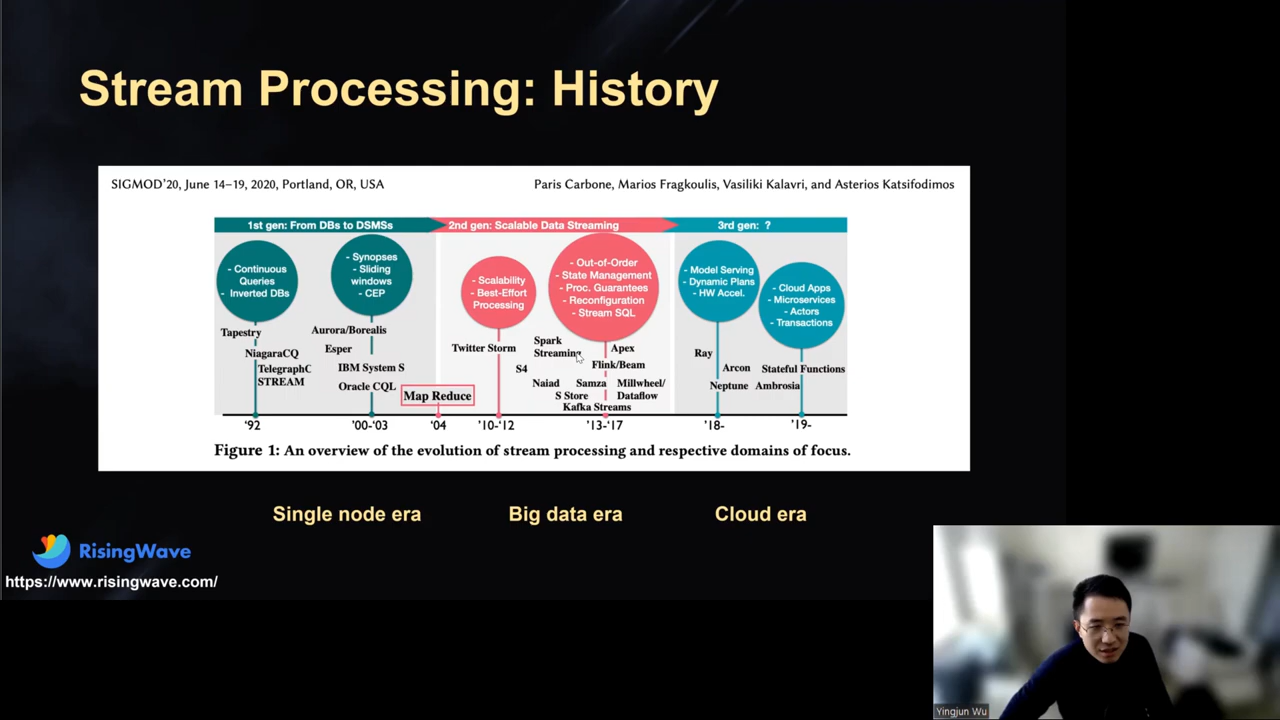 Stream Processing: History
SIGMOD'20, June 14–19, 2020, Portland, OR, USA
Paris Carbone, Marios Fragkoulis, Vasiliki Kalavri, and Asterios Katsifodimos
1st gen: From DBs to DSMSs
2nd gen: Scalable Data Streaming
3rd gen: ?
- Continuous
Queries
- Inverted DBs
- Synopses
- Sliding
windows
- CEP
- Scalability
- Best-Effort
Processing
- Out-of-Order
- State Management
- Proc. Guarantees
- Reconfiguration
- Stream SQL
- Model Serving
- Dynamic Plans
- HW Accel.
- Cloud Apps
- Microservices
- Actors
- Transactions
Tapestry
NiagaraCQ
TelegraphC
STREAM
Aurora/Borealis
Esper
IBM System S
Oracle CQL
Map Reduce
Twitter Storm
S4
Spark
Streaming
Apex
Flink/Beam
Naiad
Samza
Millwheel/
Dataflow
S Store
Kafka Streams
Ray
Arcon
Neptune
Stateful Functions
Ambrosia
'92
'00-'03
'04
'10-'12
'13-'17
'18-
'19-
Figure 1: An overview of the evolution of stream processing and respective domains of focus.
Single node era
Big data era
Cloud era
RisingWave
https://www.risingwave.com/
Yingjun Wu